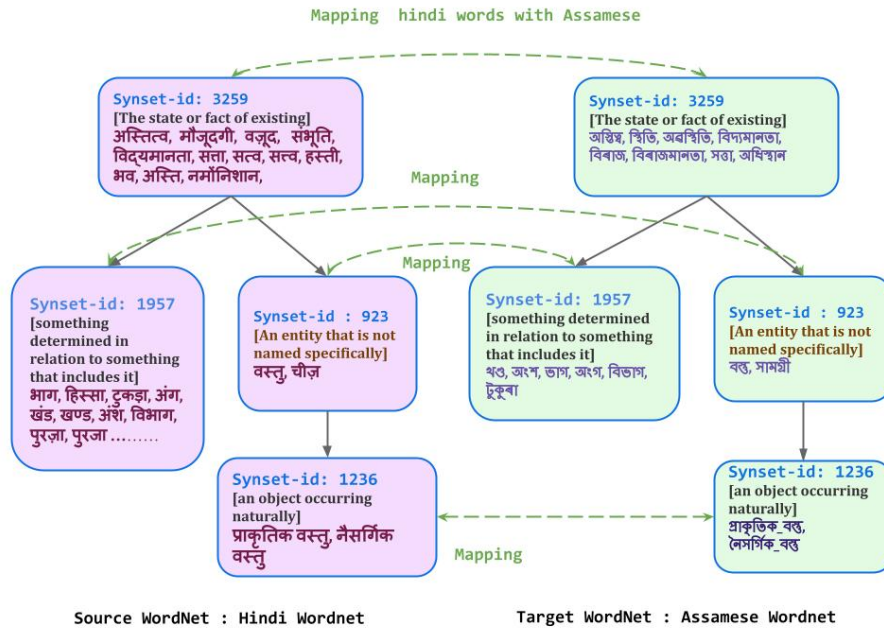 Mapping hindi words with Assamese
Synset-id: 3259
[The state or fact of existing]
अस्तित्व, मौजूदगी, वज़ूद, संभूति,
विद्यमानता, सत्ता, सत्व, सत्त्व, हस्ती,
भव, अस्ति, नमोनिशान,
Synset-id: 3259
[The state or fact of existing]
অস্তিত্ব, স্থিতি, অৱস্থিতি, বিদ্যমানতা,
বিৰাজ, বিৰাজমানতা, সত্তা, অধিস্থান
Mapping
Mapping
Synset-id: 1957
[something
determined in
relation to something
that includes it]
भाग, हिस्सा, टुकड़ा, अंग,
खंड, खण्ड, अंश, विभाग,
पुरज़ा, पुरजा .........
Synset-id : 923
[An entity that is not
named specifically]
वस्तु, चीज़
Synset-id: 1957
[something
determined in
relation to something
that includes it]
খণ্ড, অংশ, ভাগ, অংগ, বিভাগ,
টুকুৰা
Synset-id : 923
[An entity that is not
named specifically]
বস্তু, সামগ্ৰী
Synset-id: 1236
[an object occurring
naturally]
प्राकृतिक वस्तु, नैसर्गिक
वस्तु
Synset-id: 1236
[an object occurring
naturally]
প্ৰাকৃতিক_বস্তু,
নৈসৰ্গিক_বস্তু
Mapping
Source WordNet : Hindi Wordnet
Target WordNet : Assamese Wordnet